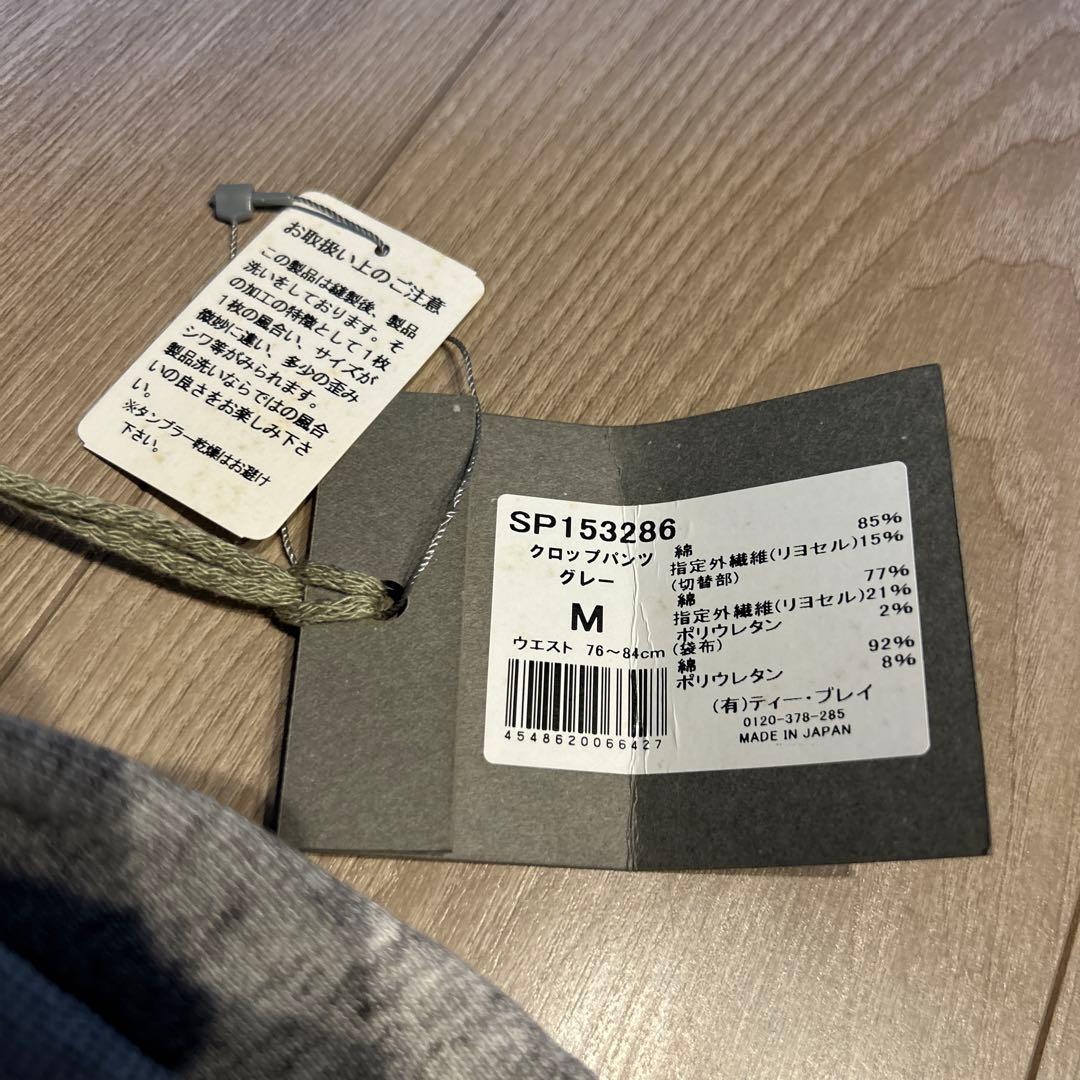 お取扱い上のご注意
この製品は縫製後、製品
洗いをしております。そ
の加工の特徴として１枚
１枚の風合い、サイズが
微妙に違い、多少の歪み
シワ等がみられます。
製品洗いならではの風合
いの良さをお楽しみ下さ
い。
※タンブラー乾燥はお避け
下さい。
SP153286
クロップパンツ
グレー
M
ウエスト 76～84cm
4548620066427
綿 85%
指定外繊維(リヨセル)15%
(切替部)
綿 77%
指定外繊維(リヨセル)21%
ポリウレタン 2%
(袋布)
綿 92%
ポリウレタン 8%
(有)ティー・ブレイ
0120-378-285
MADE IN JAPAN